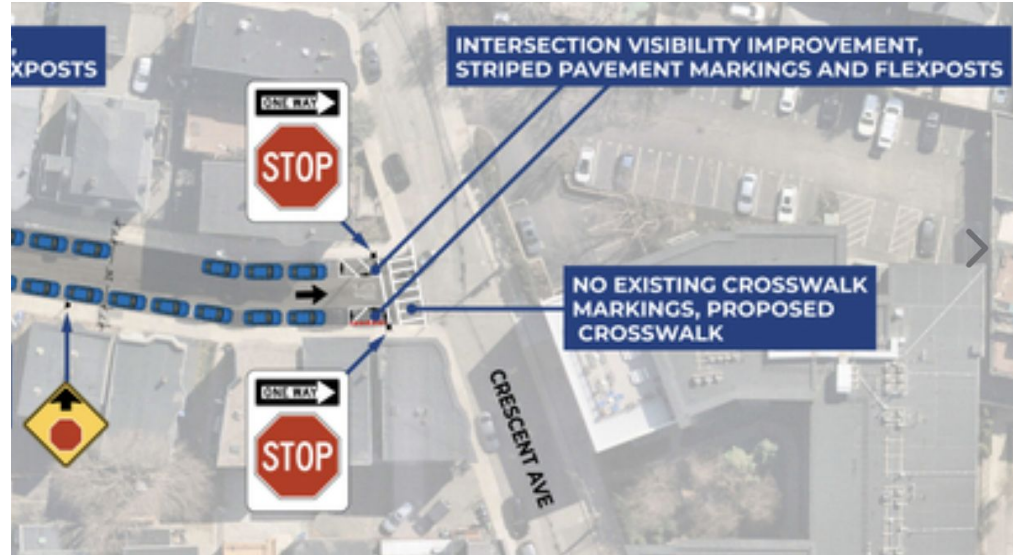 XPOSTS
INTERSECTION VISIBILITY IMPROVEMENT,
STRIPED PAVEMENT MARKINGS AND FLEXPOSTS
ONE WAY
STOP
NO EXISTING CROSSWALK
MARKINGS, PROPOSED
CROSSWALK
ONE WAY
STOP
CRESCENT AVE